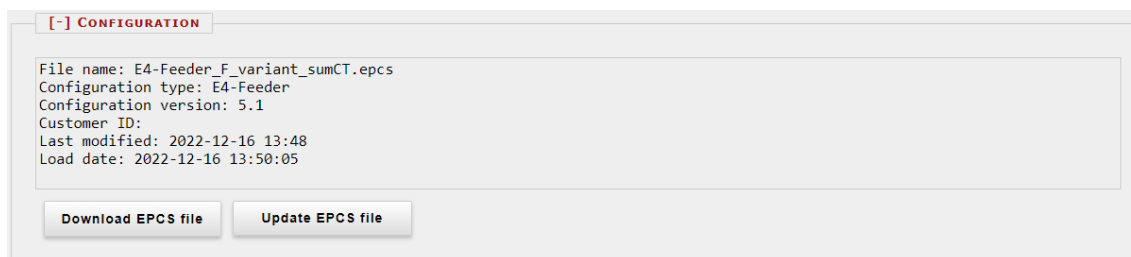 [-] CONFIGURATION
File name: E4-Feeder_F_variant_sumCT.epcs
Configuration type: E4-Feeder
Configuration version: 5.1
Customer ID:
Last modified: 2022-12-16 13:48
Load date: 2022-12-16 13:50:05
Download EPCS file Update EPCS file